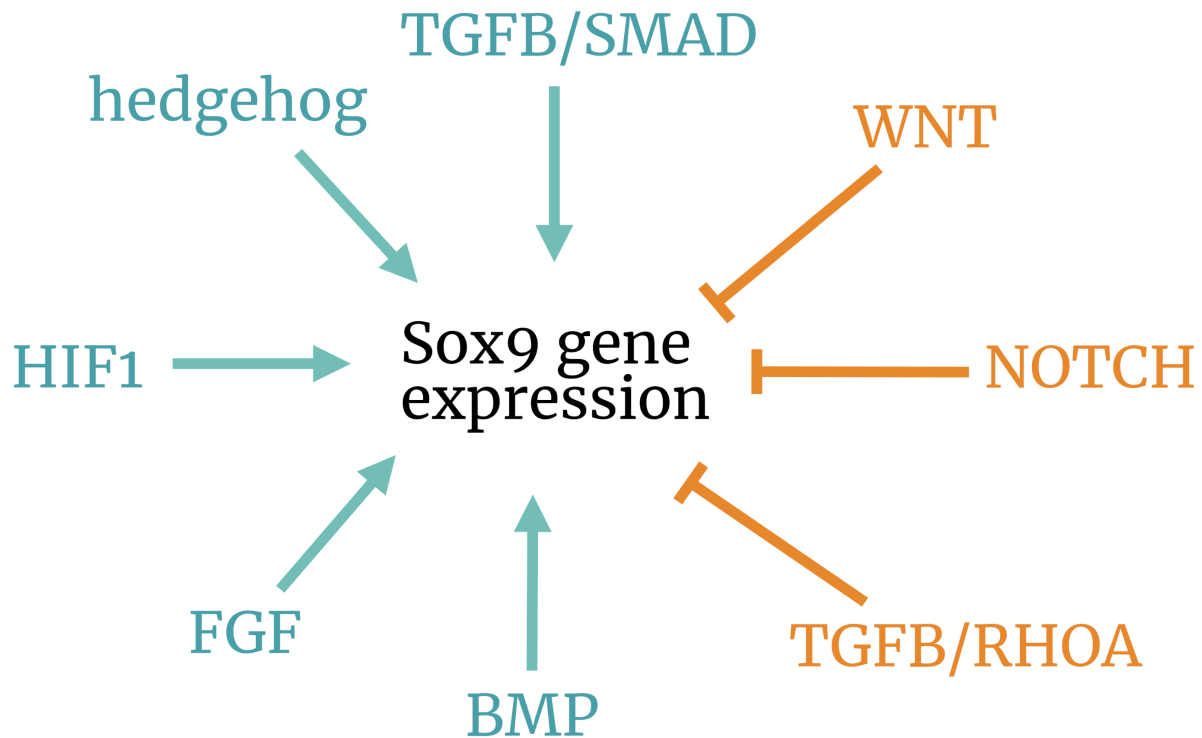 TGFB/SMAD
hedgehog
WNT
HIF1
Sox9 gene
expression
NOTCH
FGF
TGFB/RHOA
BMP